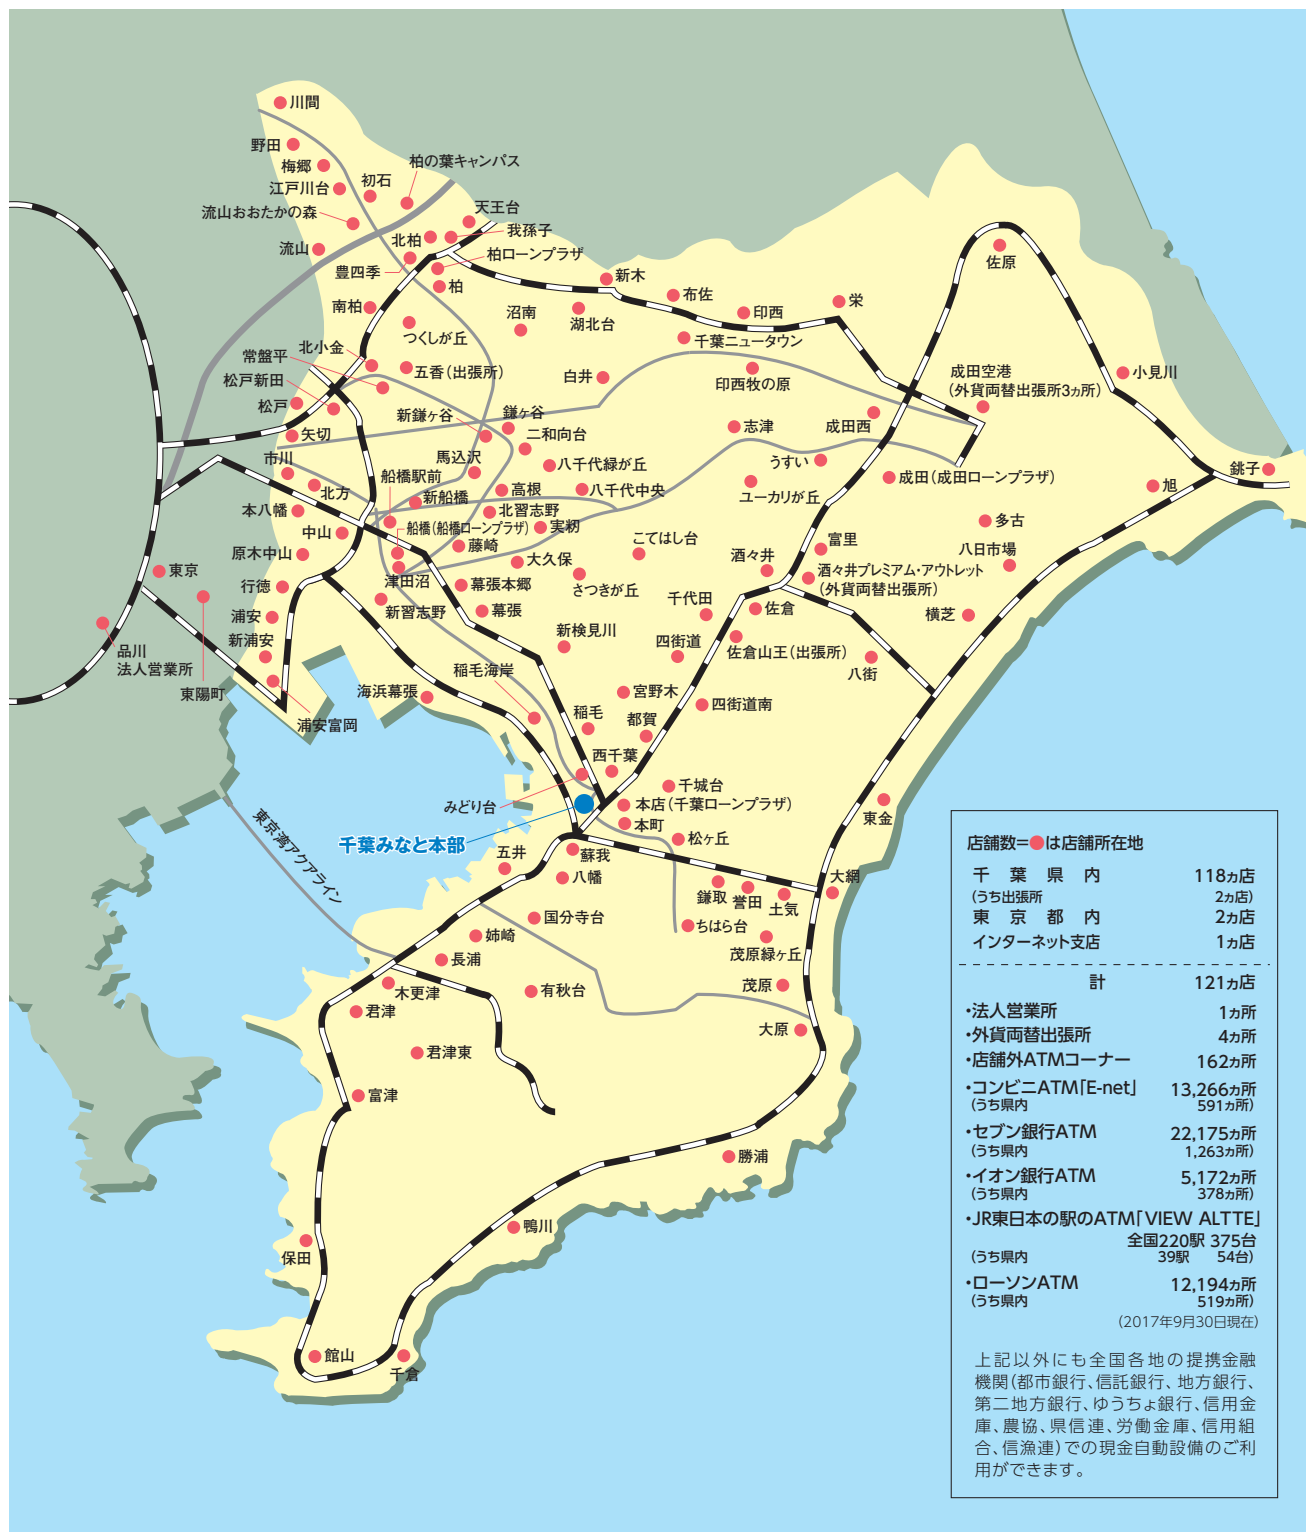 川間
野田
梅郷
柏の葉キャンパス
初石
江戸川台
流山おおたかの森
天王台
北柏
我孫子
流山
柏ローンプラザ
豊四季
新木
柏
布佐
栄
佐原
南柏
沼南
湖北台
印西
つくしが丘
千葉ニュータウン
北小金
常盤平
五香（出張所）
白井
印西牧の原
成田空港
（外貨両替出張所3ヵ所）
小見川
松戸新田
松戸
新鎌ヶ谷
鎌ヶ谷
志津
成田西
矢切
二和向台
市川
馬込沢
八千代緑が丘
うすい
銚子
船橋駅前
成田（成田ローンプラザ）
北方
新船橋
高根
八千代中央
ユーカリが丘
旭
本八幡
北習志野
多古
中山
船橋（船橋ローンプラザ）
実籾
こてはし台
富里
八日市場
原木中山
藤崎
大久保
酒々井
東京
津田沼
さつきが丘
酒々井プレミアム・アウトレット
（外貨両替出張所）
行徳
幕張本郷
千代田
佐倉
横芝
浦安
新習志野
幕張
新浦安
新検見川
四街道
佐倉山王（出張所）
品川
法人営業所
稲毛海岸
八街
東陽町
海浜幕張
宮野木
四街道南
浦安富岡
稲毛
都賀
西千葉
千城台
みどり台
本店（千葉ローンプラザ）
東金
本町
千葉みなと本部
松ヶ丘
東京湾アクアライン
五井
蘇我
八幡
大網
鎌取
誉田
土気
国分寺台
ちはら台
姉崎
茂原緑ヶ丘
長浦
木更津
有秋台
茂原
君津
大原
君津東
富津
勝浦
鴨川
保田
館山
千倉
店舗数=●は店舗所在地
千葉県内 118ヵ店
（うち出張所 2ヵ店）
東京都内 2ヵ店
インターネット支店 1ヵ店
計 121ヵ店
・法人営業所 1ヵ所
・外貨両替出張所 4ヵ所
・店舗外ATMコーナー 162ヵ所
・コンビニATM「E-net」 13,266ヵ所
（うち県内 591ヵ所）
・セブン銀行ATM 22,175ヵ所
（うち県内 1,263ヵ所）
・イオン銀行ATM 5,172ヵ所
（うち県内 378ヵ所）
・JR東日本の駅のATM「VIEW ALTTE」
全国220駅 375台
（うち県内 39駅 54台）
・ローソンATM 12,194ヵ所
（うち県内 519ヵ所）
（2017年9月30日現在）
上記以外にも全国各地の提携金融
機関（都市銀行、信託銀行、地方銀行、
第二地方銀行、ゆうちょ銀行、信用金
庫、農協、県信連、労働金庫、信用組
合、信漁連）での現金自動設備のご利
用ができます。